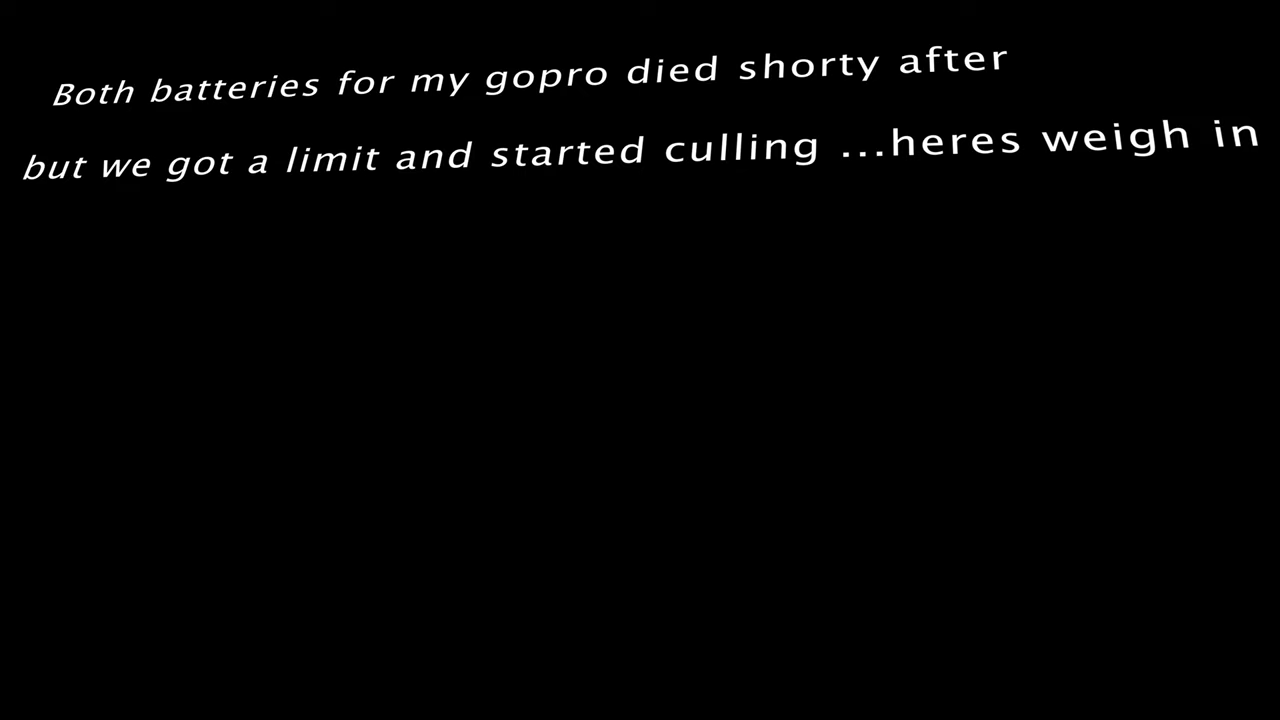 Both batteries for my gopro died shorty after
but we got a limit and started culling ...heres weigh in